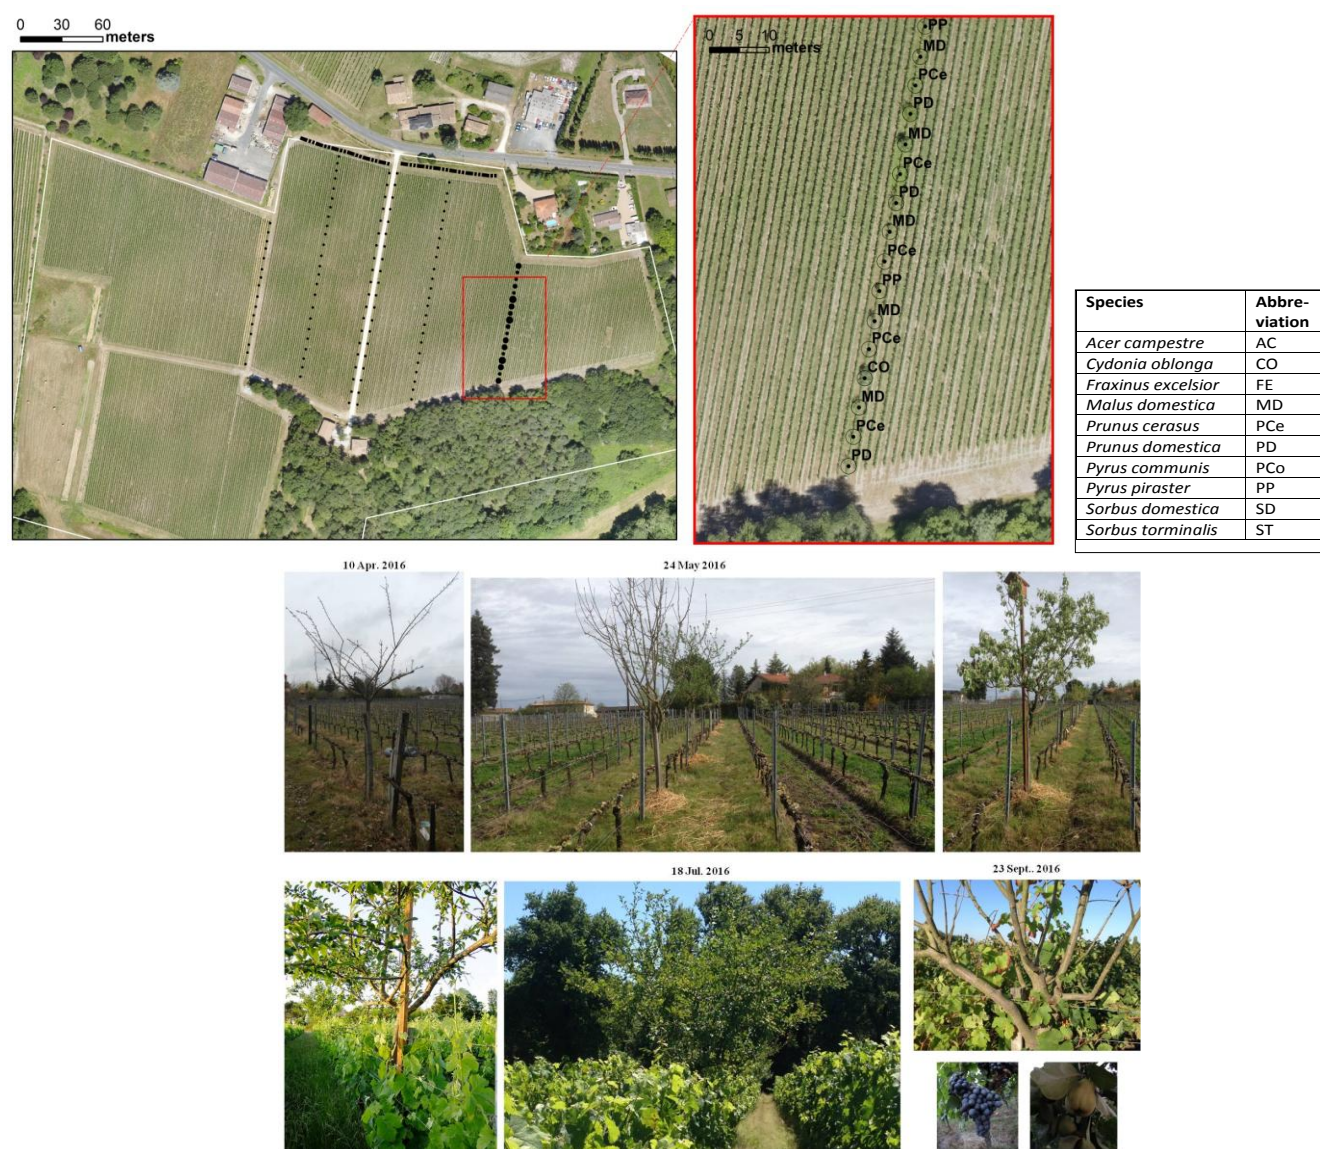 0 30 60
meters
0 5 10
meters
PP
MD
PCe
PD
MD
PCe
PD
MD
PCe
PP
MD
PCe
CO
MD
PCe
PD
Species Abbre-
viation
Acer campestre AC
Cydonia oblonga CO
Fraxinus excelsior FE
Malus domestica MD
Prunus cerasus PCe
Prunus domestica PD
Pyrus communis PCo
Pyrus piraster PP
Sorbus domestica SD
Sorbus torminalis ST
10 Apr. 2016
24 May 2016
18 Jul. 2016
23 Sept.. 2016